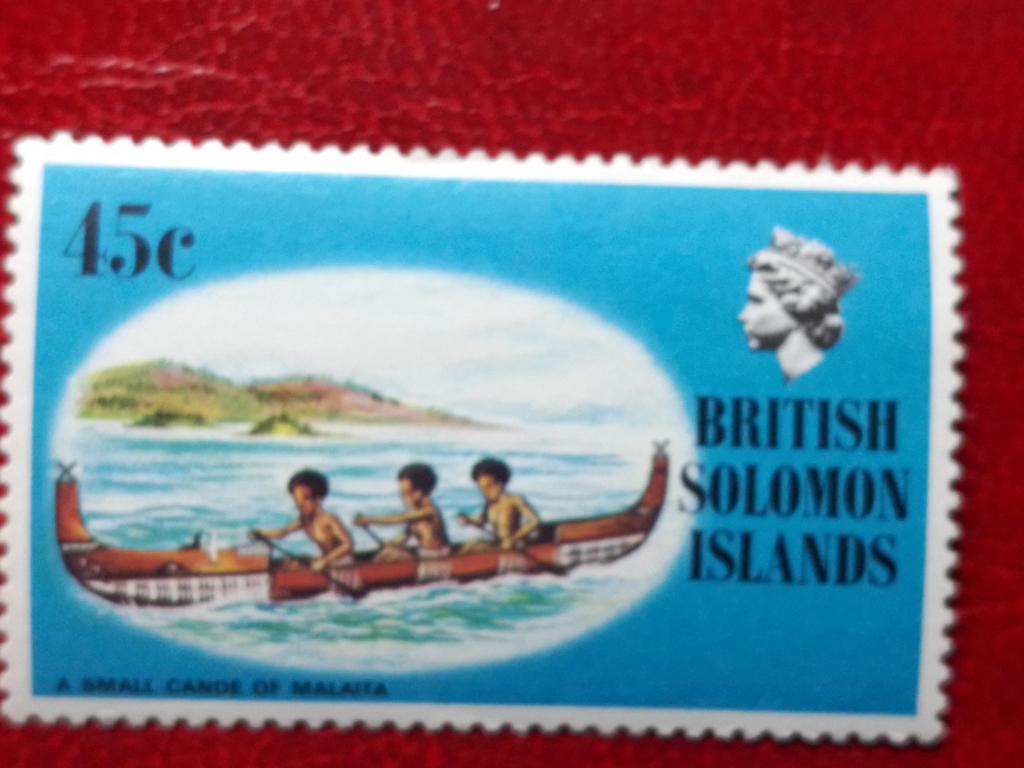 45c
BRITISH
SOLOMON
ISLANDS
A SMALL CANOE OF MALAITA